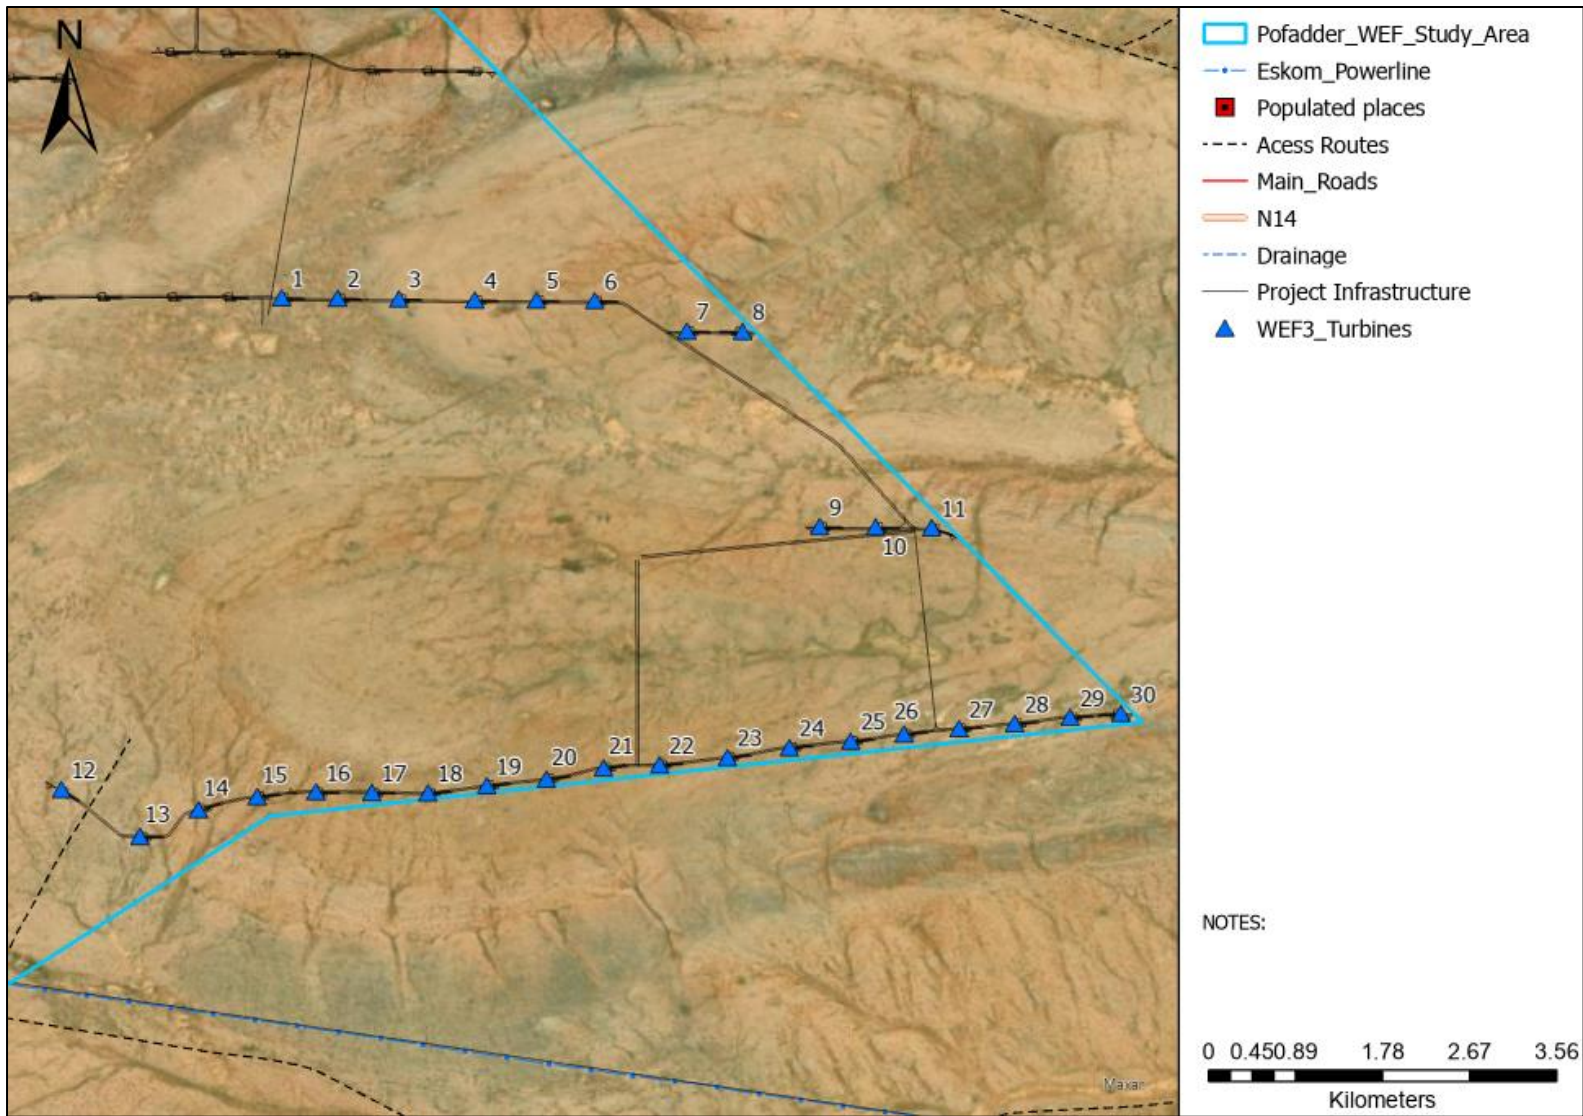 N
1
2
3
4
5
6
7
8
9
10
11
12
13
14
15
16
17
18
19
20
21
22
23
24
25
26
27
28
29
30
Maxar
Pofadder_WEF_Study_Area
Eskom_Powerline
Populated places
Acess Routes
Main_Roads
N14
Drainage
Project Infrastructure
WEF3_Turbines
NOTES:
0 0.450.89 1.78 2.67 3.56
Kilometers